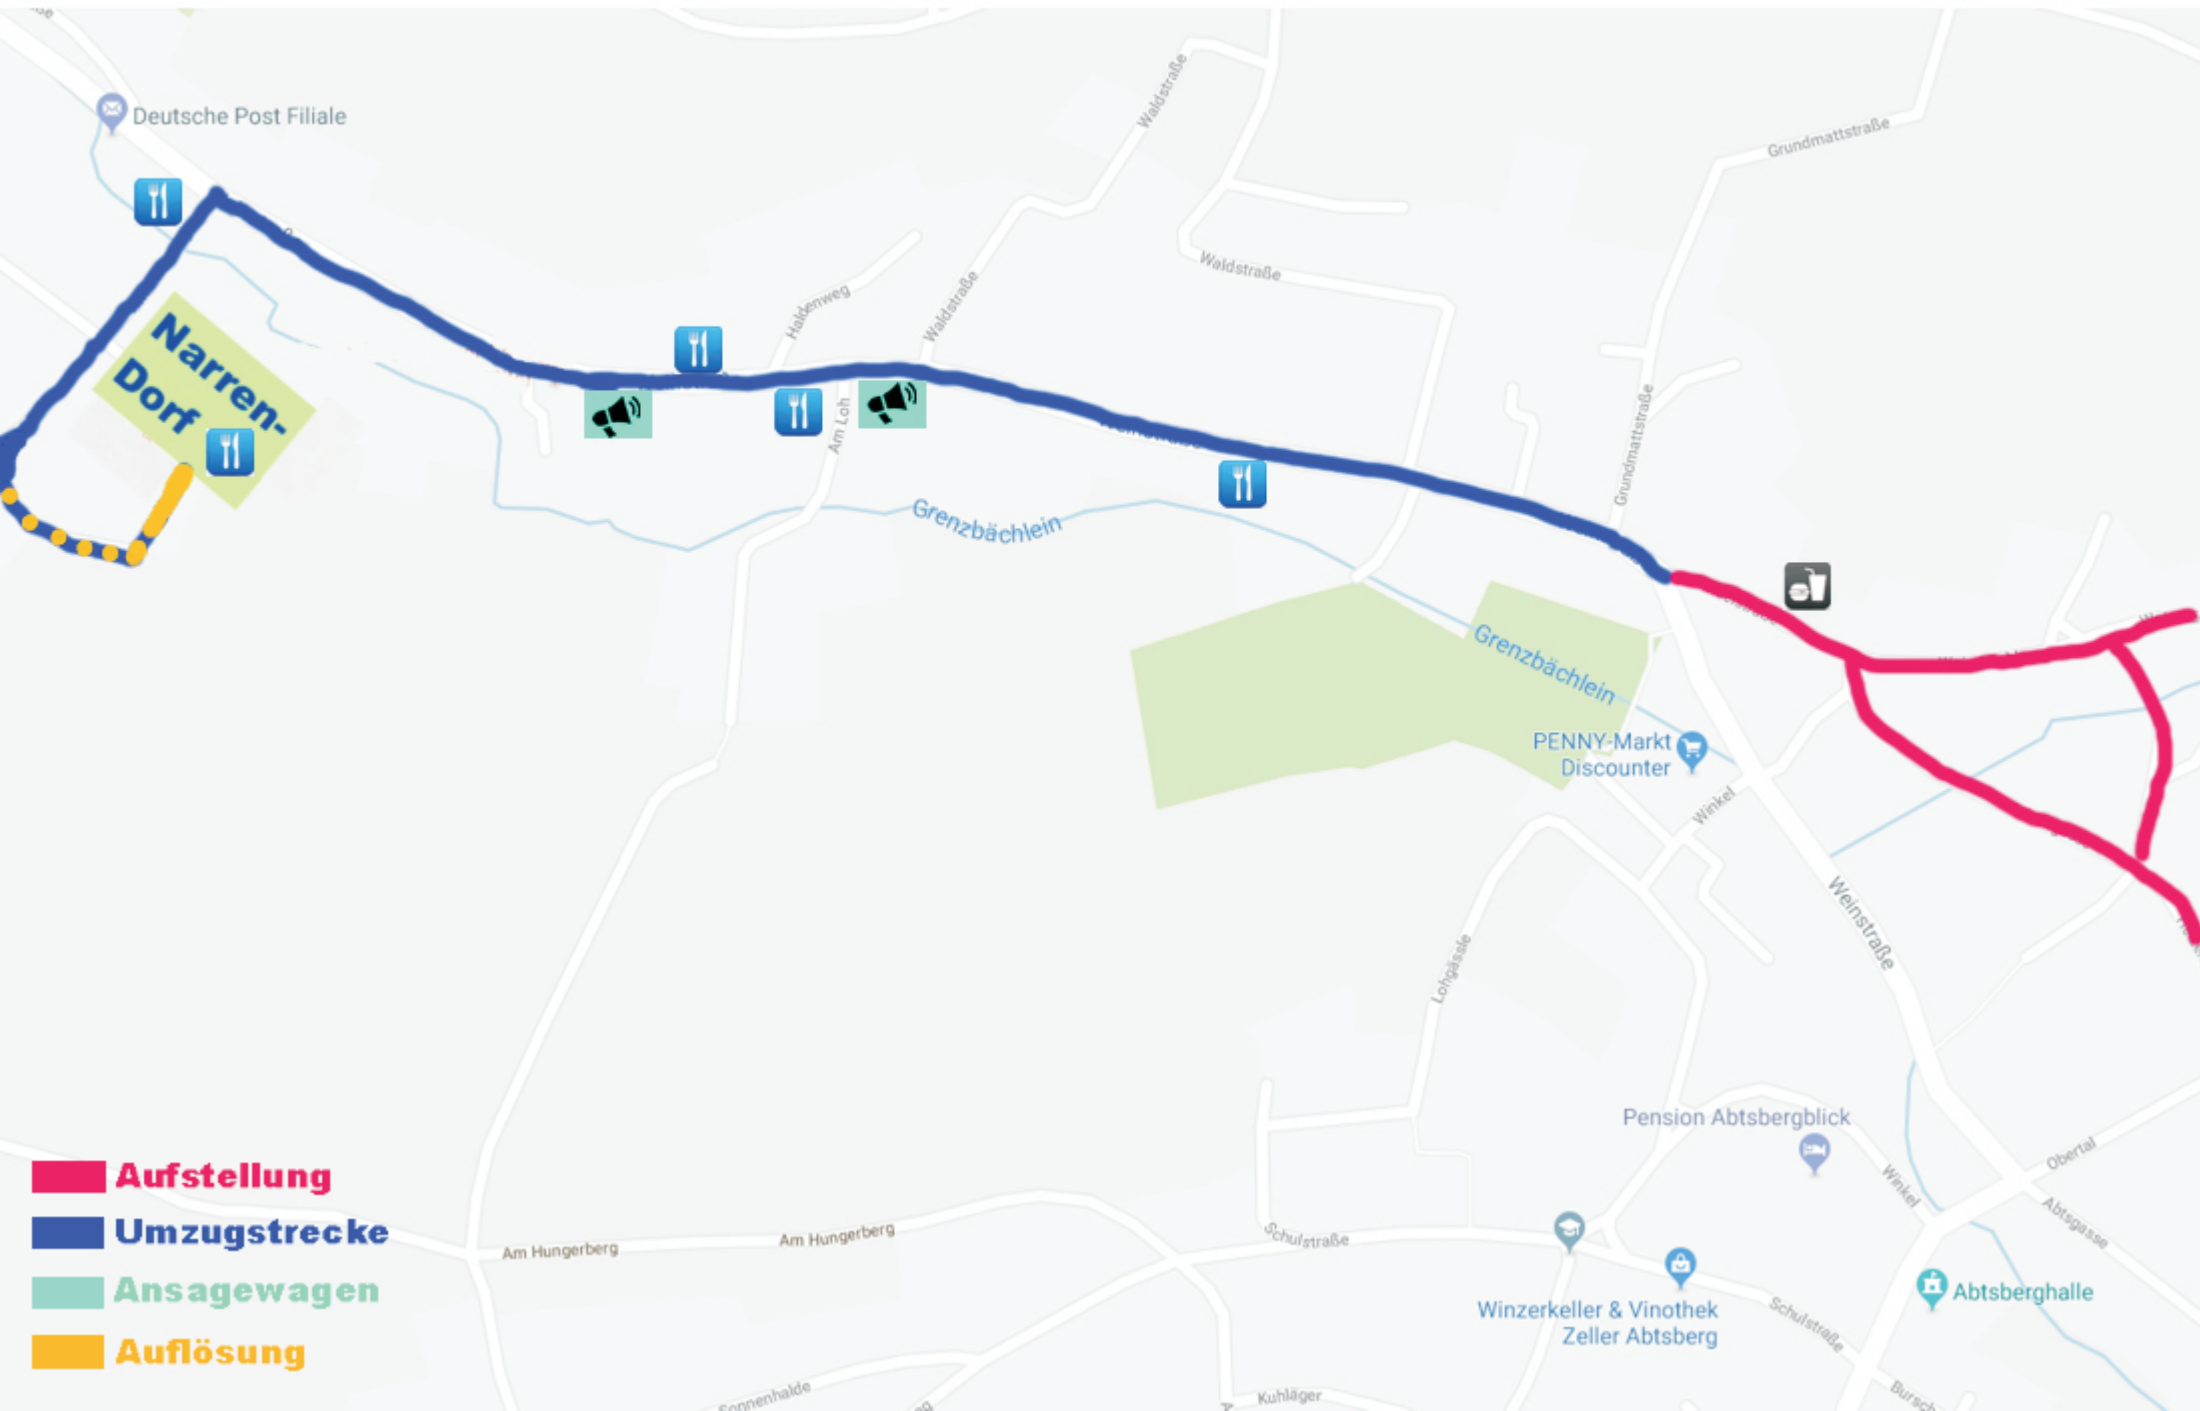 Deutsche Post Filiale
Waldstraße
Grundmattstraße
Waldstraße
Haldenweg
Waldstraße
Narren-
Dorf
Am Loh
Grundmattstraße
Grenzbächlein
Grenzbächlein
PENNY-Markt
Discounter
Winkel
Weinstraße
Lohgässle
Pension Abtsbergblick
Winkel
Obertal
Abtsgasse
Aufstellung
Umzugstrecke
Ansagewagen
Auflösung
Am Hungerberg
Am Hungerberg
Schulstraße
Winzerkeller & Vinothek
Zeller Abtsberg
Abtsberghalle
Schulstraße
Sonnenhalde
Kuhläger
Bursch